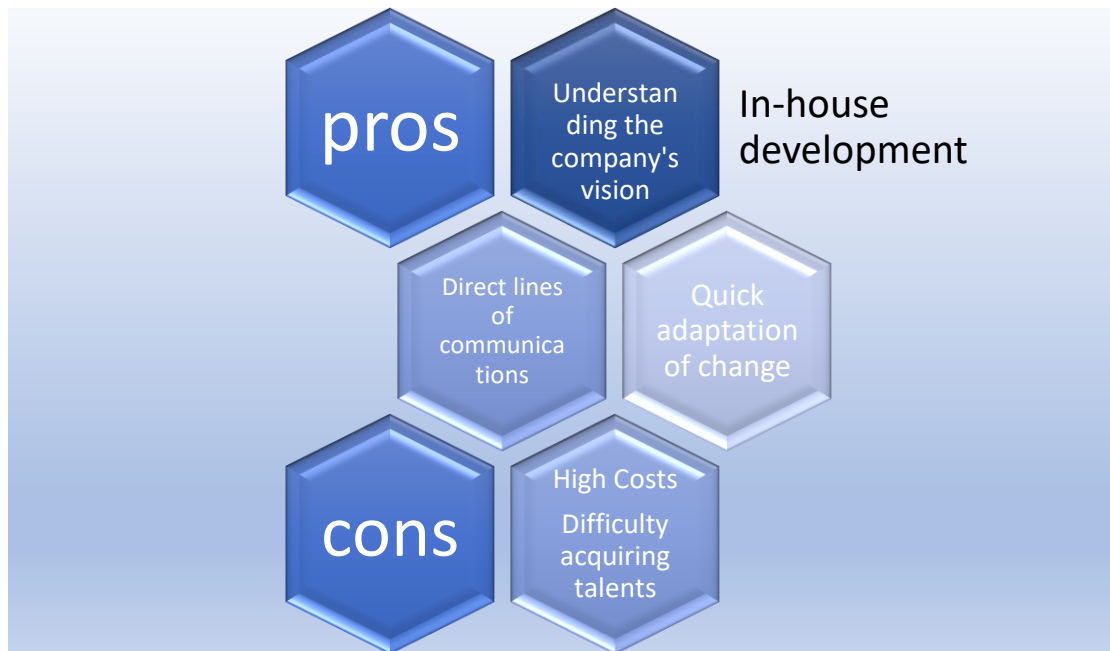 pros
Understan
ding the
company's
vision
In-house
development
Direct lines
of
communica
tions
Quick
adaptation
of change
cons
High Costs
Difficulty
acquiring
talents